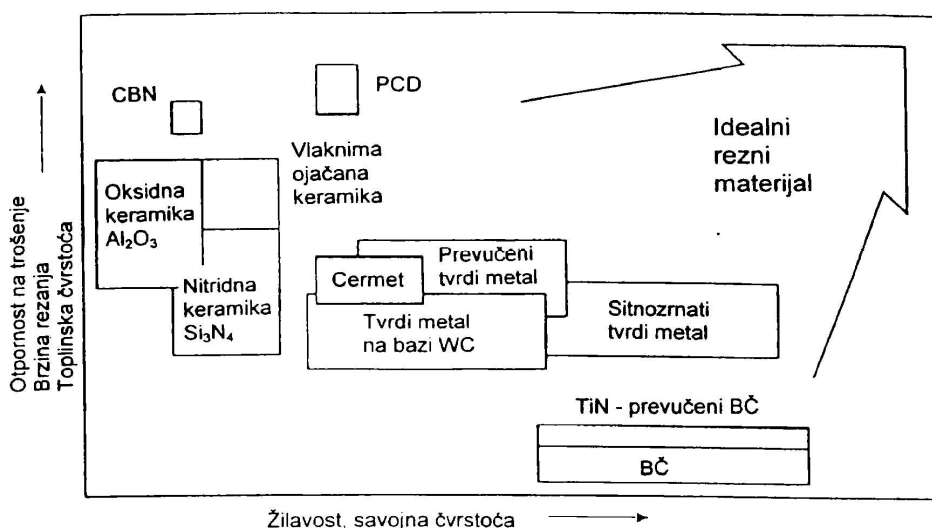 CBN
PCD
Vlaknima
ojačana
keramika
Idealni
rezni
materijal
Oksidna
keramika
Al₂O₃
Nitridna
keramika
Si₃N₄
Cermet
Prevučeni
tvrdi metal
Tvrdi metal
na bazi WC
Sitnozrnati
tvrdi metal
TiN - prevučeni BČ
BČ
Otpornost na trošenje
Brzina rezanja
Toplinska čvrstoća
Žilavost, savojna čvrstoća